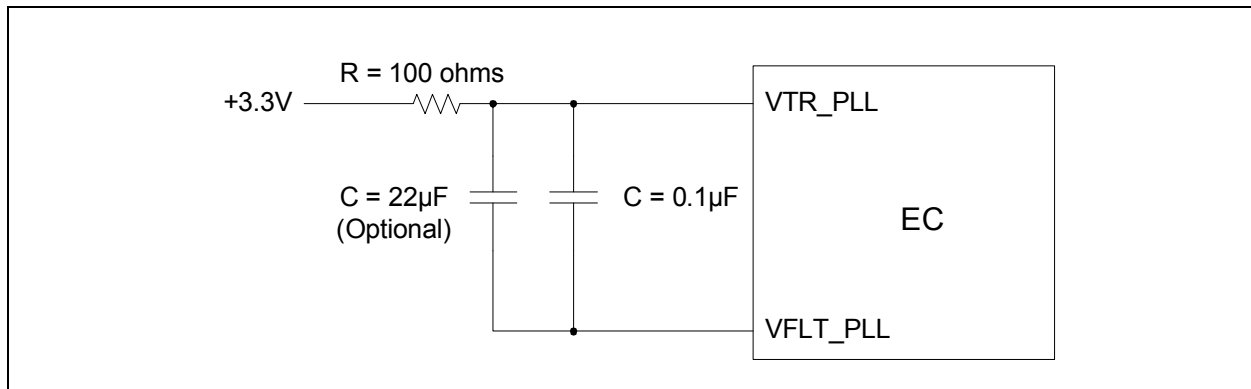 R = 100 ohms
+3.3V
VTR_PLL
C = 22µF
(Optional)
C = 0.1µF
EC
VFLT_PLL